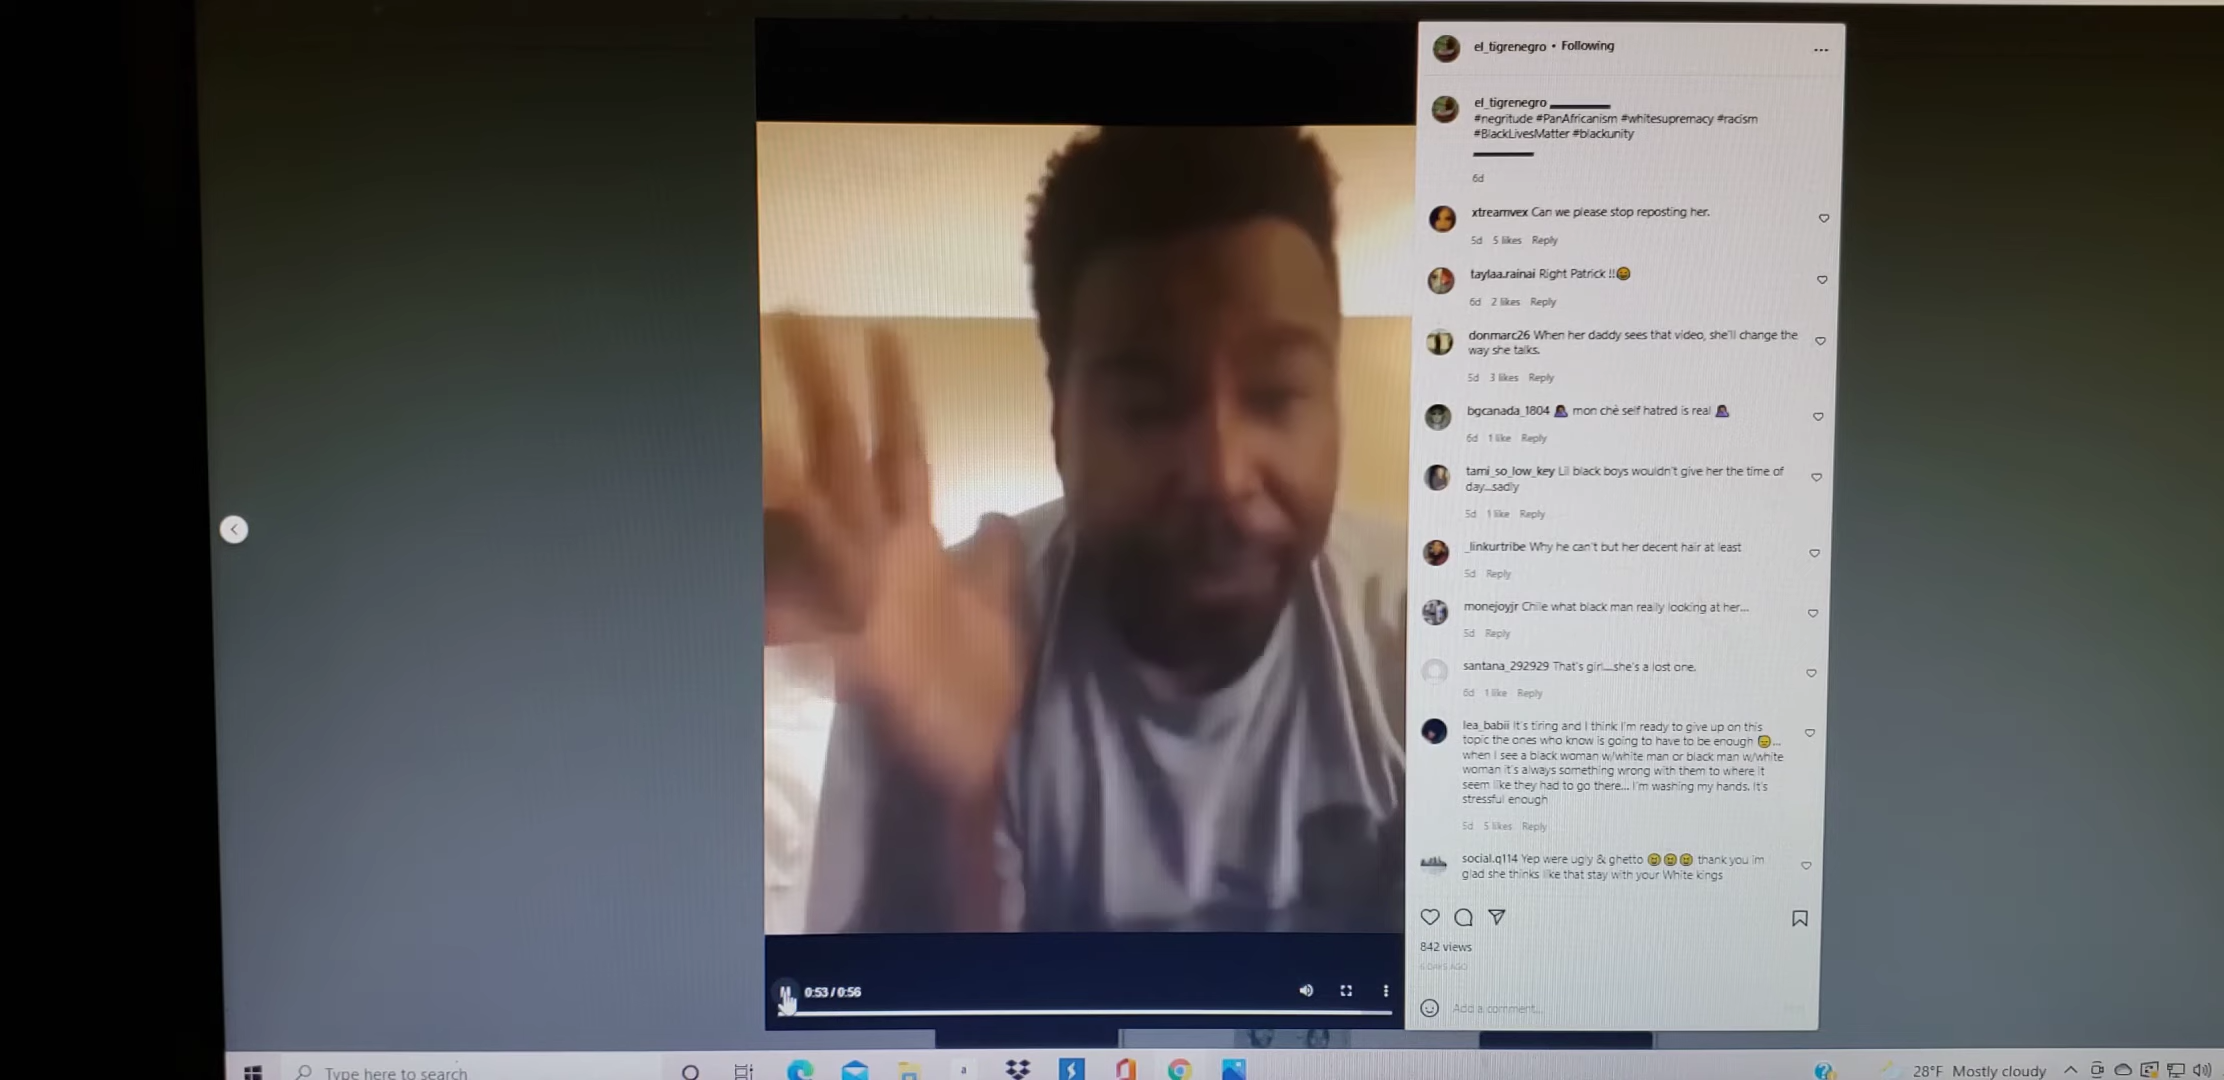 el_tigrenegro • Following
el_tigrenegro
#negritude #PanAfricanism #whitesupremacy #racism
#BlackLivesMatter #blackunity
6d
xtreamvex Can we please stop reposting her.
5d 5 likes Reply
taylaa.rainai Right Patrick !!😄
6d 2 likes Reply
donmarc26 When her daddy sees that video, she'll change the
way she talks.
5d 3 likes Reply
bgcanada_1804 🤦🏾‍♀️ mon chè self hatred is real 🤦🏾‍♀️
6d 1 like Reply
tami_so_low_key Lil black boys wouldn't give her the time of
day...sadly
5d 1 like Reply
_linkurtribe Why he can't but her decent hair at least
5d Reply
monejoyjr Chile what black man really looking at her...
5d Reply
santana_292929 That's girl....she's a lost one.
6d 1 like Reply
lea_babii It's tiring and I think I'm ready to give up on this
topic the ones who know is going to have to be enough 😑...
when I see a black woman w/white man or black man w/white
woman it's always something wrong with them to where it
seem like they had to go there... I'm washing my hands. It's
stressful enough
5d 5 likes Reply
social.q114 Yep were ugly & ghetto 😂😂😂 thank you im
glad she thinks like that stay with your White kings
842 views
6 DAYS AGO
Add a comment...
0:53 / 0:56
Type here to search
a
28°F Mostly cloudy